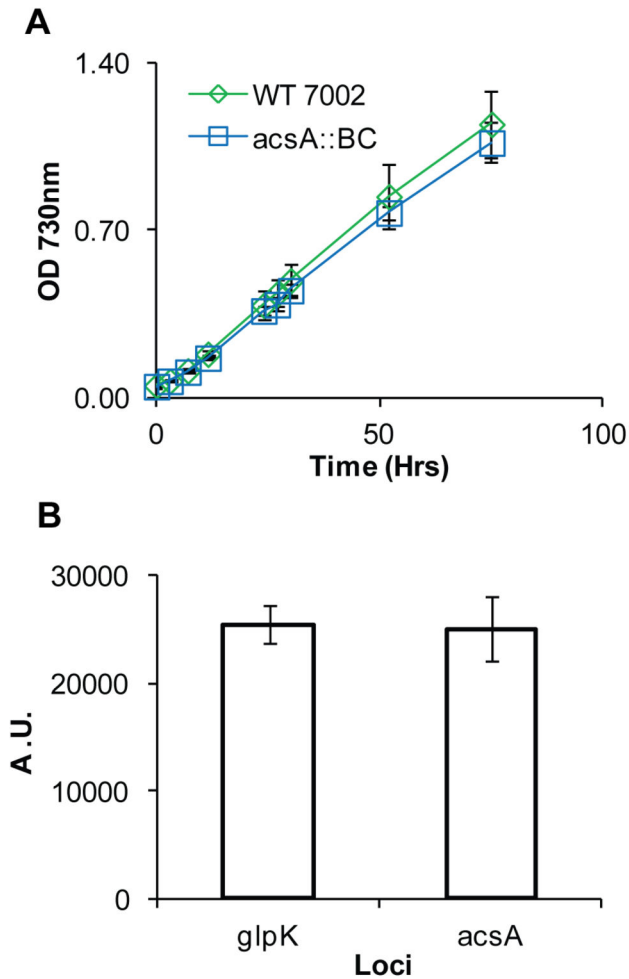 A
1.40
WT 7002
acsA::BC
OD 730nm
0.70
0.00
0 50 100
Time (Hrs)
B
30000
A.U.
20000
10000
0
glpK acsA
Loci